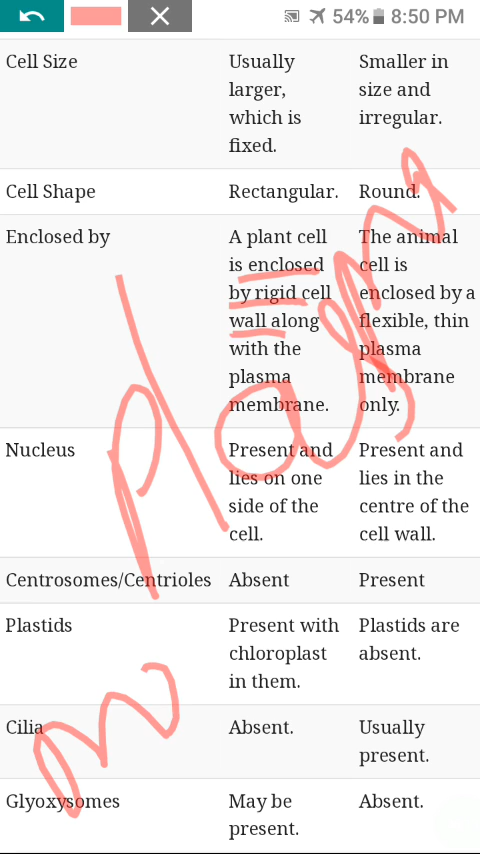 54% 8:50 PM
Cell Size
Usually
larger,
which is
fixed.
Smaller in
size and
irregular.
Cell Shape
Rectangular.
Round.
Enclosed by
A plant cell
is enclosed
by rigid cell
wall along
with the
plasma
membrane.
The animal
cell is
enclosed by a
flexible, thin
plasma
membrane
only.
Nucleus
Present and
lies on one
side of the
cell.
Present and
lies in the
centre of the
cell wall.
Centrosomes/Centrioles
Absent
Present
Plastids
Present with
chloroplast
in them.
Plastids are
absent.
Cilia
Absent.
Usually
present.
Glyoxysomes
May be
present.
Absent.